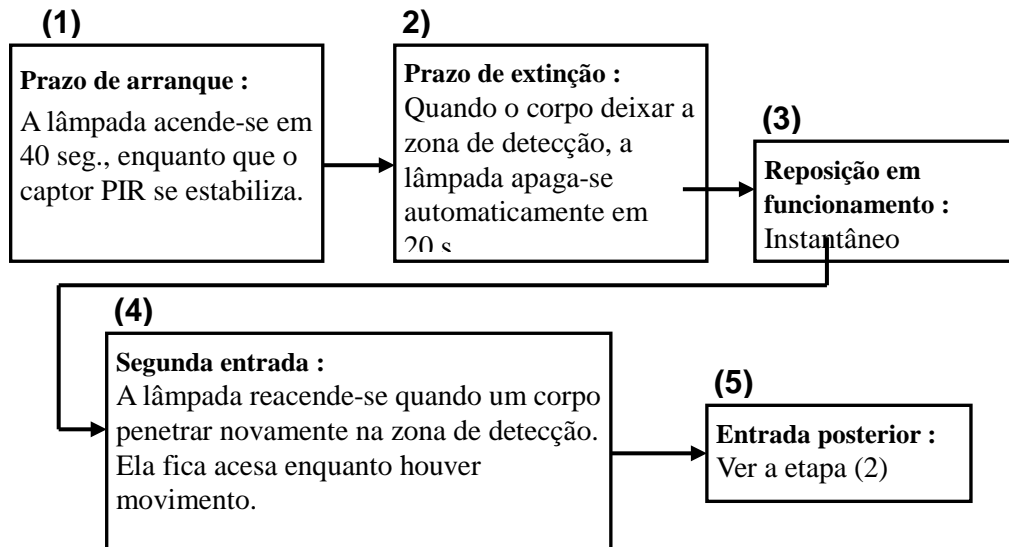 (1)
Prazo de arranque :
A lâmpada acende-se em
40 seg., enquanto que o
captor PIR se estabiliza.
2)
Prazo de extinção :
Quando o corpo deixar a
zona de detecção, a
lâmpada apaga-se
automaticamente em
20 s
(3)
Reposição em
funcionamento :
Instantâneo
(4)
Segunda entrada :
A lâmpada reacende-se quando um corpo
penetrar novamente na zona de detecção.
Ela fica acesa enquanto houver
movimento.
(5)
Entrada posterior :
Ver a etapa (2)